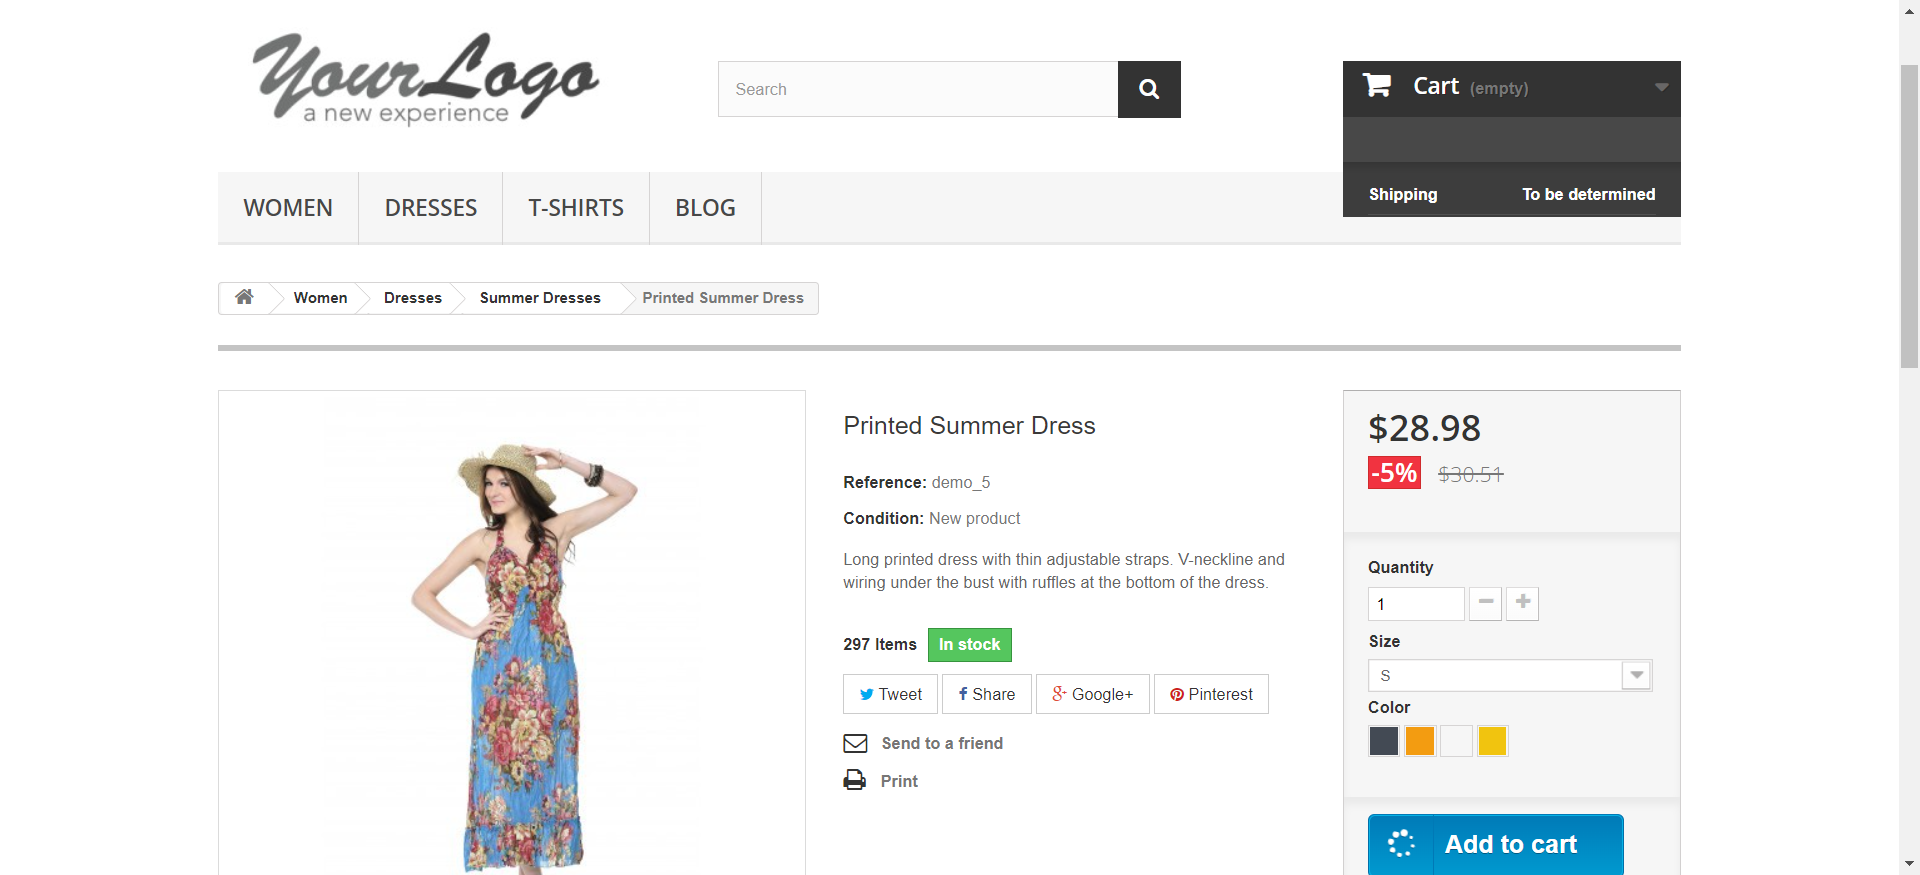 YourLogo
a new experience
Search
Cart (empty)
Shipping To be determined
WOMEN DRESSES T-SHIRTS BLOG
Women Dresses Summer Dresses Printed Summer Dress
Printed Summer Dress
Reference: demo_5
Condition: New product
Long printed dress with thin adjustable straps. V-neckline and
wiring under the bust with ruffles at the bottom of the dress.
297 Items In stock
Tweet Share Google+ Pinterest
Send to a friend
Print
$28.98
-5% $30.51
Quantity
1
Size
S
Color
Add to cart